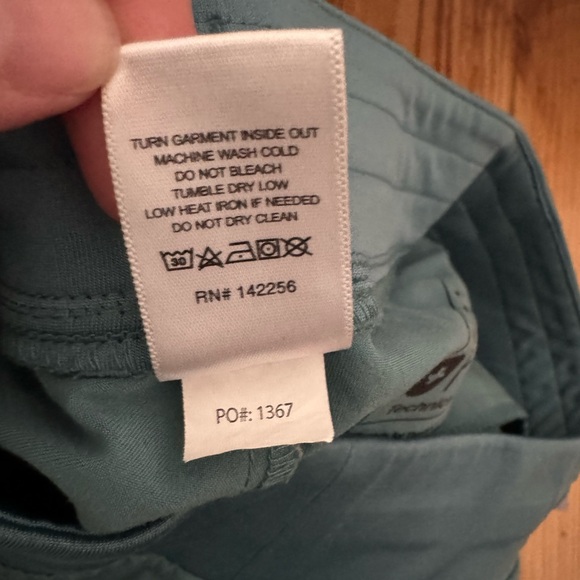 TURN GARMENT INSIDE OUT
MACHINE WASH COLD
DO NOT BLEACH
TUMBLE DRY LOW
LOW HEAT IRON IF NEEDED
DO NOT DRY CLEAN
30
RN# 142256
PO#: 1367